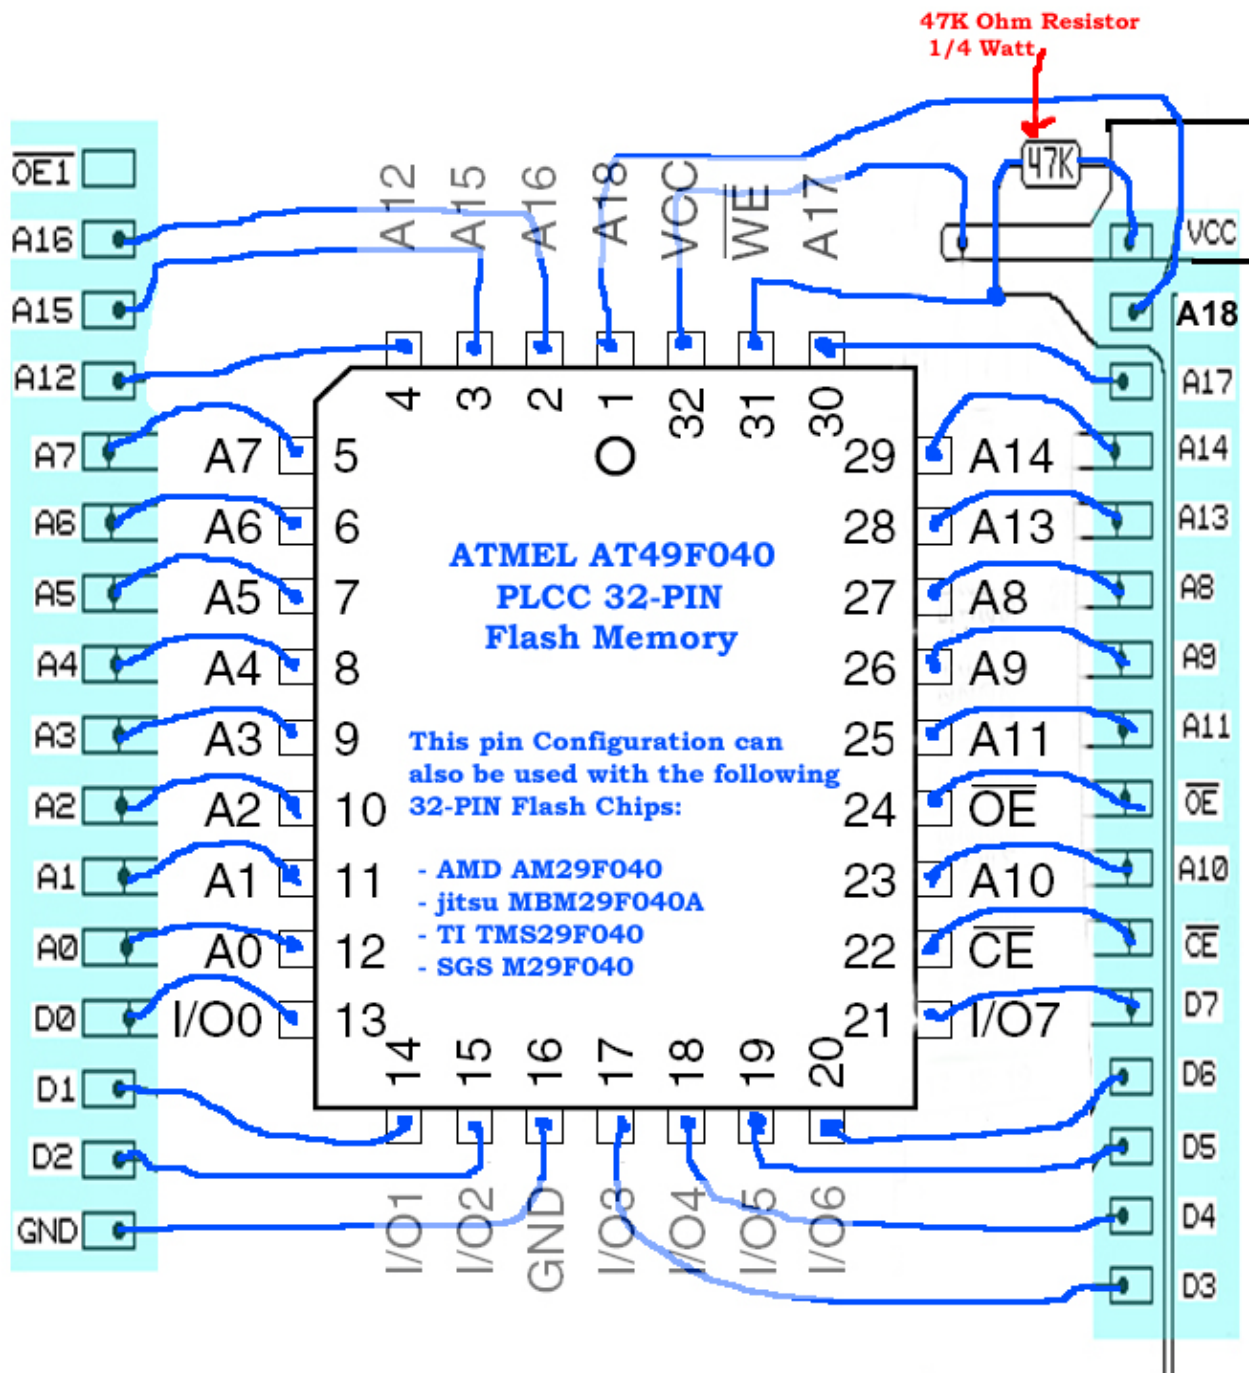 47K Ohm Resistor
1/4 Watt
47K
OE1
A16
A15
A12
A7
A6
A5
A4
A3
A2
A1
A0
D0
D1
D2
GND
A12
A15
A16
A18
VCC
WE
A17
4
3
2
1
32
31
30
A7 5
A6 6
A5 7
A4 8
A3 9
A2 10
A1 11
A0 12
I/O0 13
ATMEL AT49F040
PLCC 32-PIN
Flash Memory
This pin Configuration can
also be used with the following
32-PIN Flash Chips:
- AMD AM29F040
- jitsu MBM29F040A
- TI TMS29F040
- SGS M29F040
29 A14
28 A13
27 A8
26 A9
25 A11
24 OE
23 A10
22 CE
21 I/O7
14
15
16
17
18
19
20
I/O1
I/O2
GND
I/O3
I/O4
I/O5
I/O6
VCC
A18
A17
A14
A13
A8
A9
A11
OE
A10
CE
D7
D6
D5
D4
D3